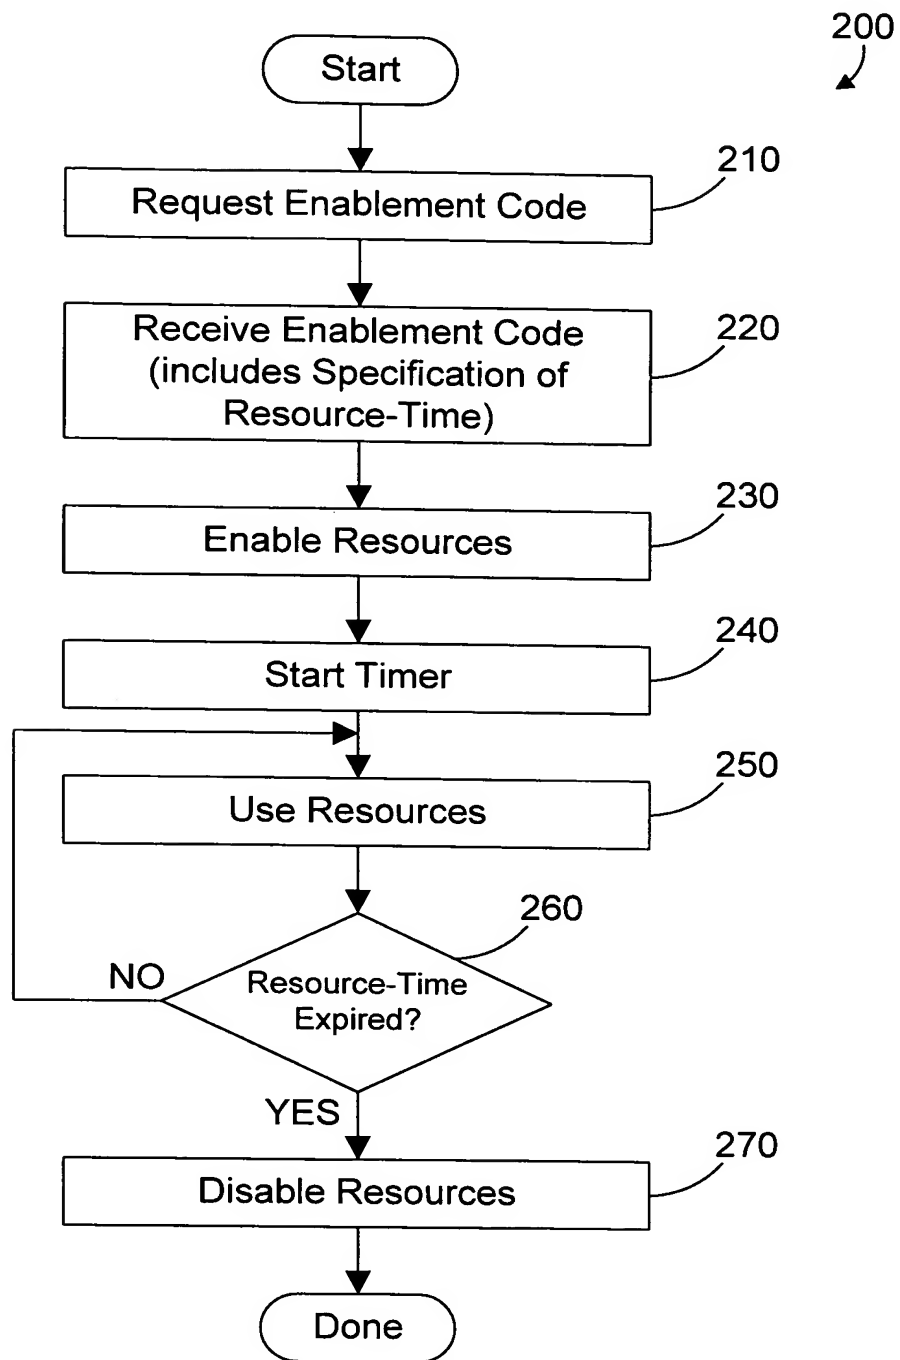 200
Start
210
Request Enablement Code
220
Receive Enablement Code
(includes Specification of
Resource-Time)
230
Enable Resources
240
Start Timer
250
Use Resources
260
NO
Resource-Time
Expired?
YES
270
Disable Resources
Done